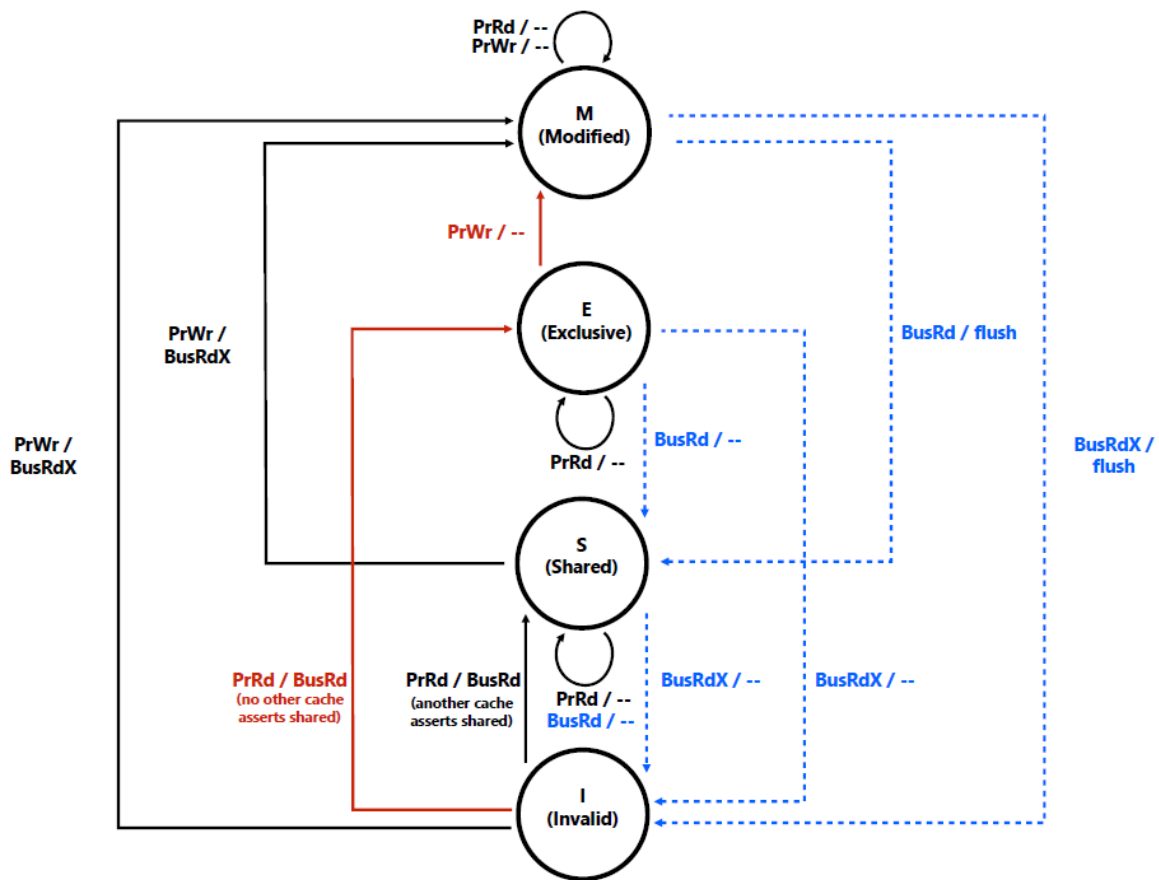 PrRd / --
PrWr / --
M
(Modified)
PrWr / --
E
(Exclusive)
PrWr /
BusRdX
BusRd / flush
PrWr /
BusRdX
BusRd / --
BusRdX /
flush
PrRd / --
S
(Shared)
PrRd / BusRd
(no other cache
asserts shared)
PrRd / BusRd
(another cache
asserts shared)
PrRd / --
BusRd / --
BusRdX / --
BusRdX / --
I
(Invalid)